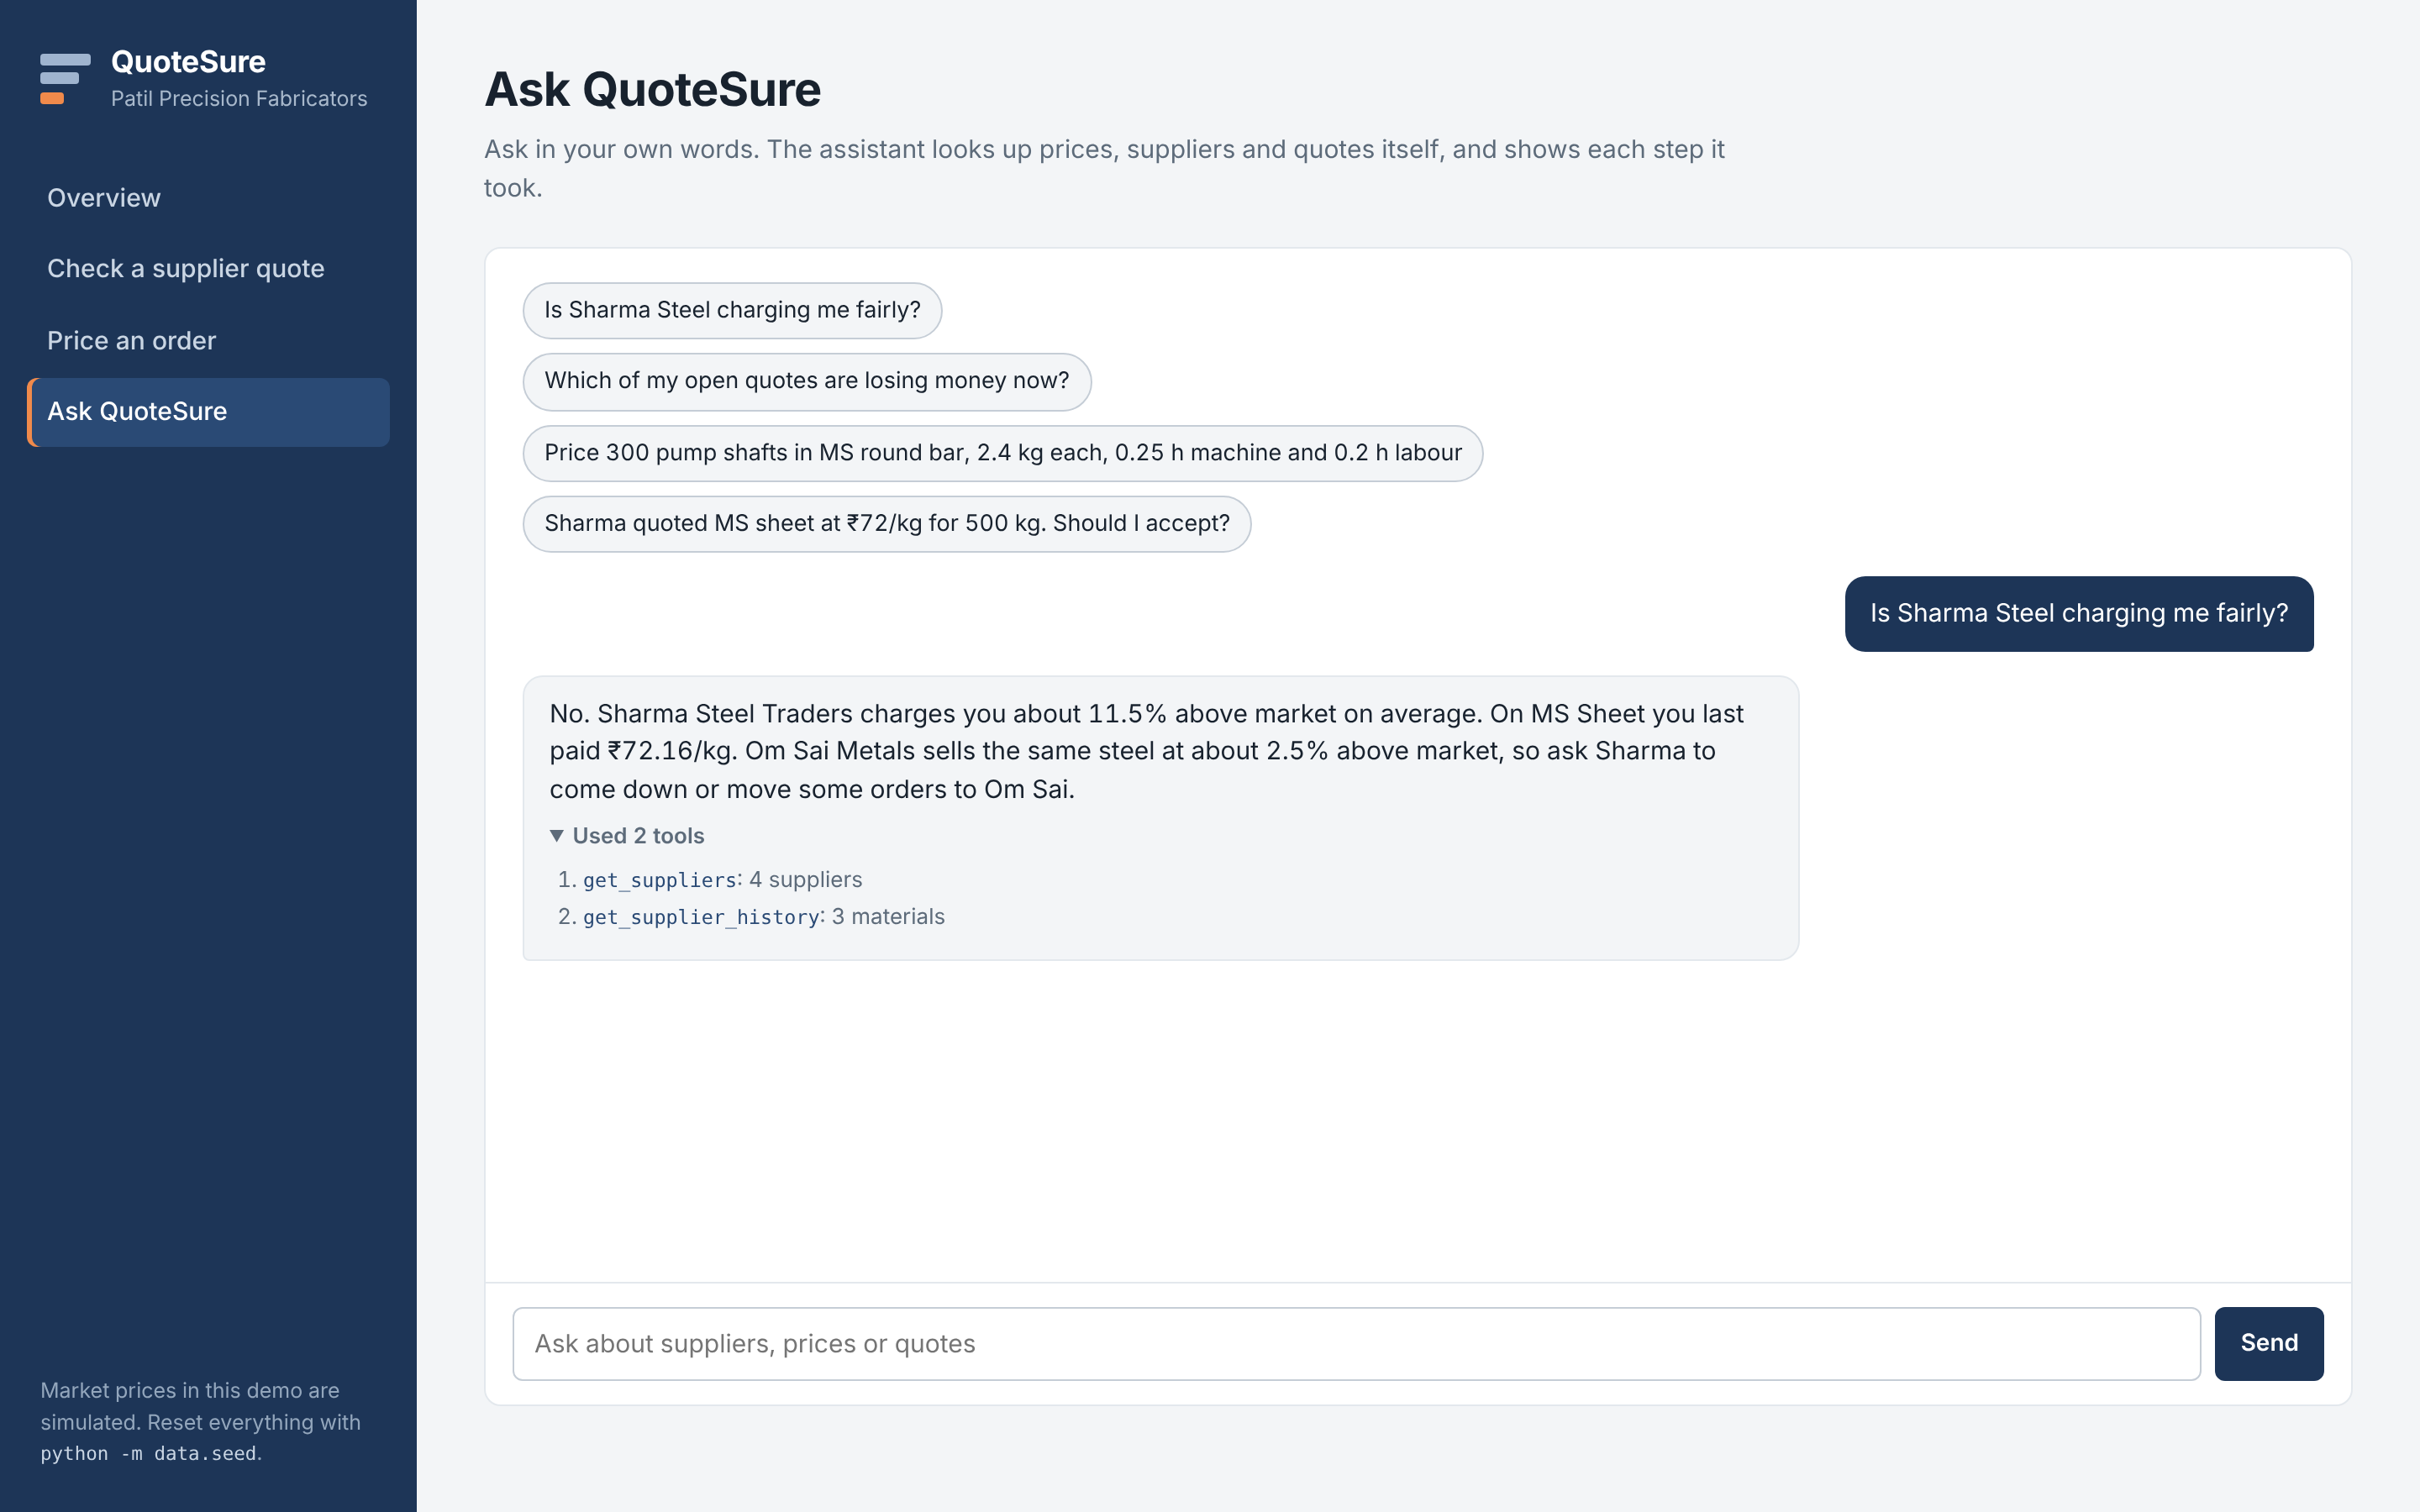 QuoteSure
Patil Precision Fabricators
Overview
Check a supplier quote
Price an order
Ask QuoteSure
Market prices in this demo are
simulated. Reset everything with
python -m data.seed.
Ask QuoteSure
Ask in your own words. The assistant looks up prices, suppliers and quotes itself, and shows each step it
took.
Is Sharma Steel charging me fairly?
Which of my open quotes are losing money now?
Price 300 pump shafts in MS round bar, 2.4 kg each, 0.25 h machine and 0.2 h labour
Sharma quoted MS sheet at ₹72/kg for 500 kg. Should I accept?
Is Sharma Steel charging me fairly?
No. Sharma Steel Traders charges you about 11.5% above market on average. On MS Sheet you last
paid ₹72.16/kg. Om Sai Metals sells the same steel at about 2.5% above market, so ask Sharma to
come down or move some orders to Om Sai.
▼ Used 2 tools
1. get_suppliers: 4 suppliers
2. get_supplier_history: 3 materials
Ask about suppliers, prices or quotes
Send